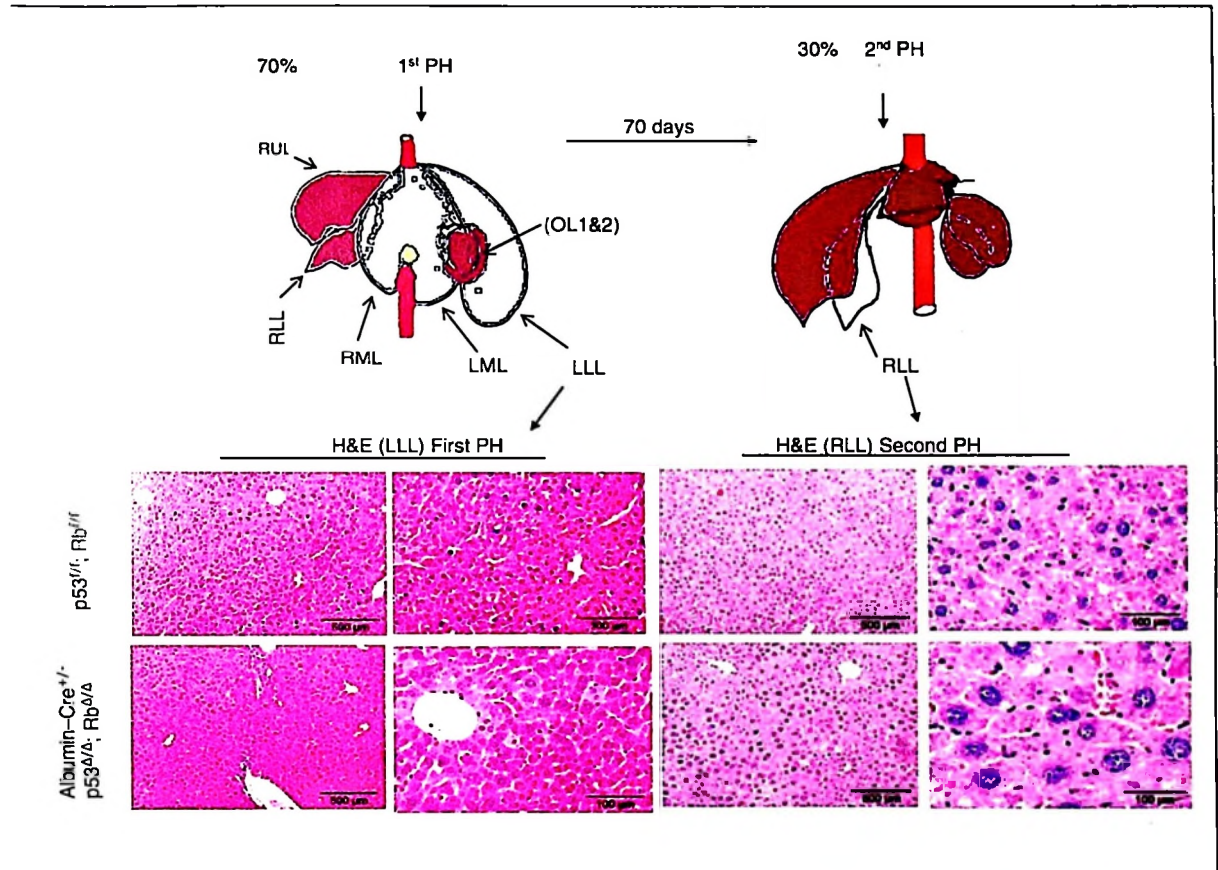 70% 1st PH
30% 2nd PH
70 days
RUL
(OL1&2)
RLL
RML
LML
LLL
RLL
H&E (LLL) First PH
H&E (RLL) Second PH
p53f/f; Rbf/f
500 µm
100 µm
500 µm
100 µm
Albumin–Cre+/-
p53Δ/Δ; RbΔ/Δ
500 µm
100 µm
500 µm
100 µm